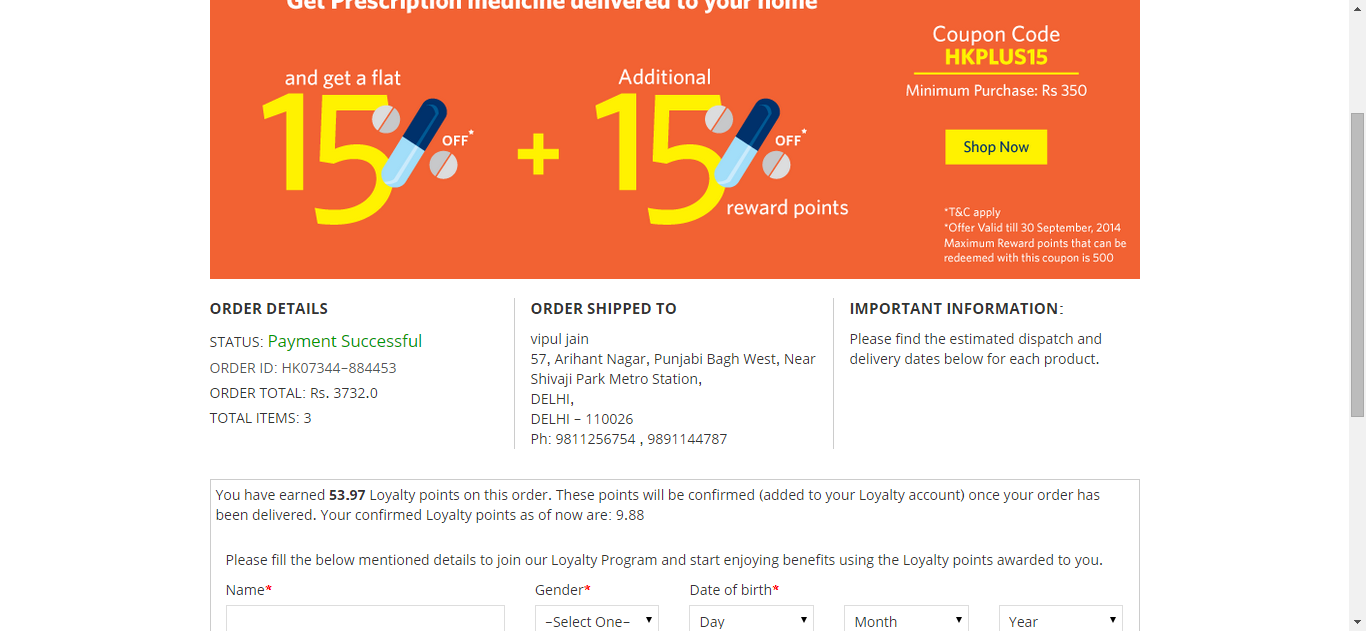 Get Prescription medicine delivered to your home
and get a flat
15% OFF*
+
Additional
15% OFF*
reward points
Coupon Code
HKPLUS15
Minimum Purchase: Rs 350
Shop Now
*T&C apply
*Offer Valid till 30 September, 2014
Maximum Reward points that can be
redeemed with this coupon is 500
ORDER DETAILS
STATUS: Payment Successful
ORDER ID: HK07344-884453
ORDER TOTAL: Rs. 3732.0
TOTAL ITEMS: 3
ORDER SHIPPED TO
vipul jain
57, Arihant Nagar, Punjabi Bagh West, Near
Shivaji Park Metro Station,
DELHI,
DELHI - 110026
Ph: 9811256754 , 9891144787
IMPORTANT INFORMATION:
Please find the estimated dispatch and
delivery dates below for each product.
You have earned 53.97 Loyalty points on this order. These points will be confirmed (added to your Loyalty account) once your order has
been delivered. Your confirmed Loyalty points as of now are: 9.88
Please fill the below mentioned details to join our Loyalty Program and start enjoying benefits using the Loyalty points awarded to you.
Name* Gender* Date of birth*
-Select One- Day Month Year